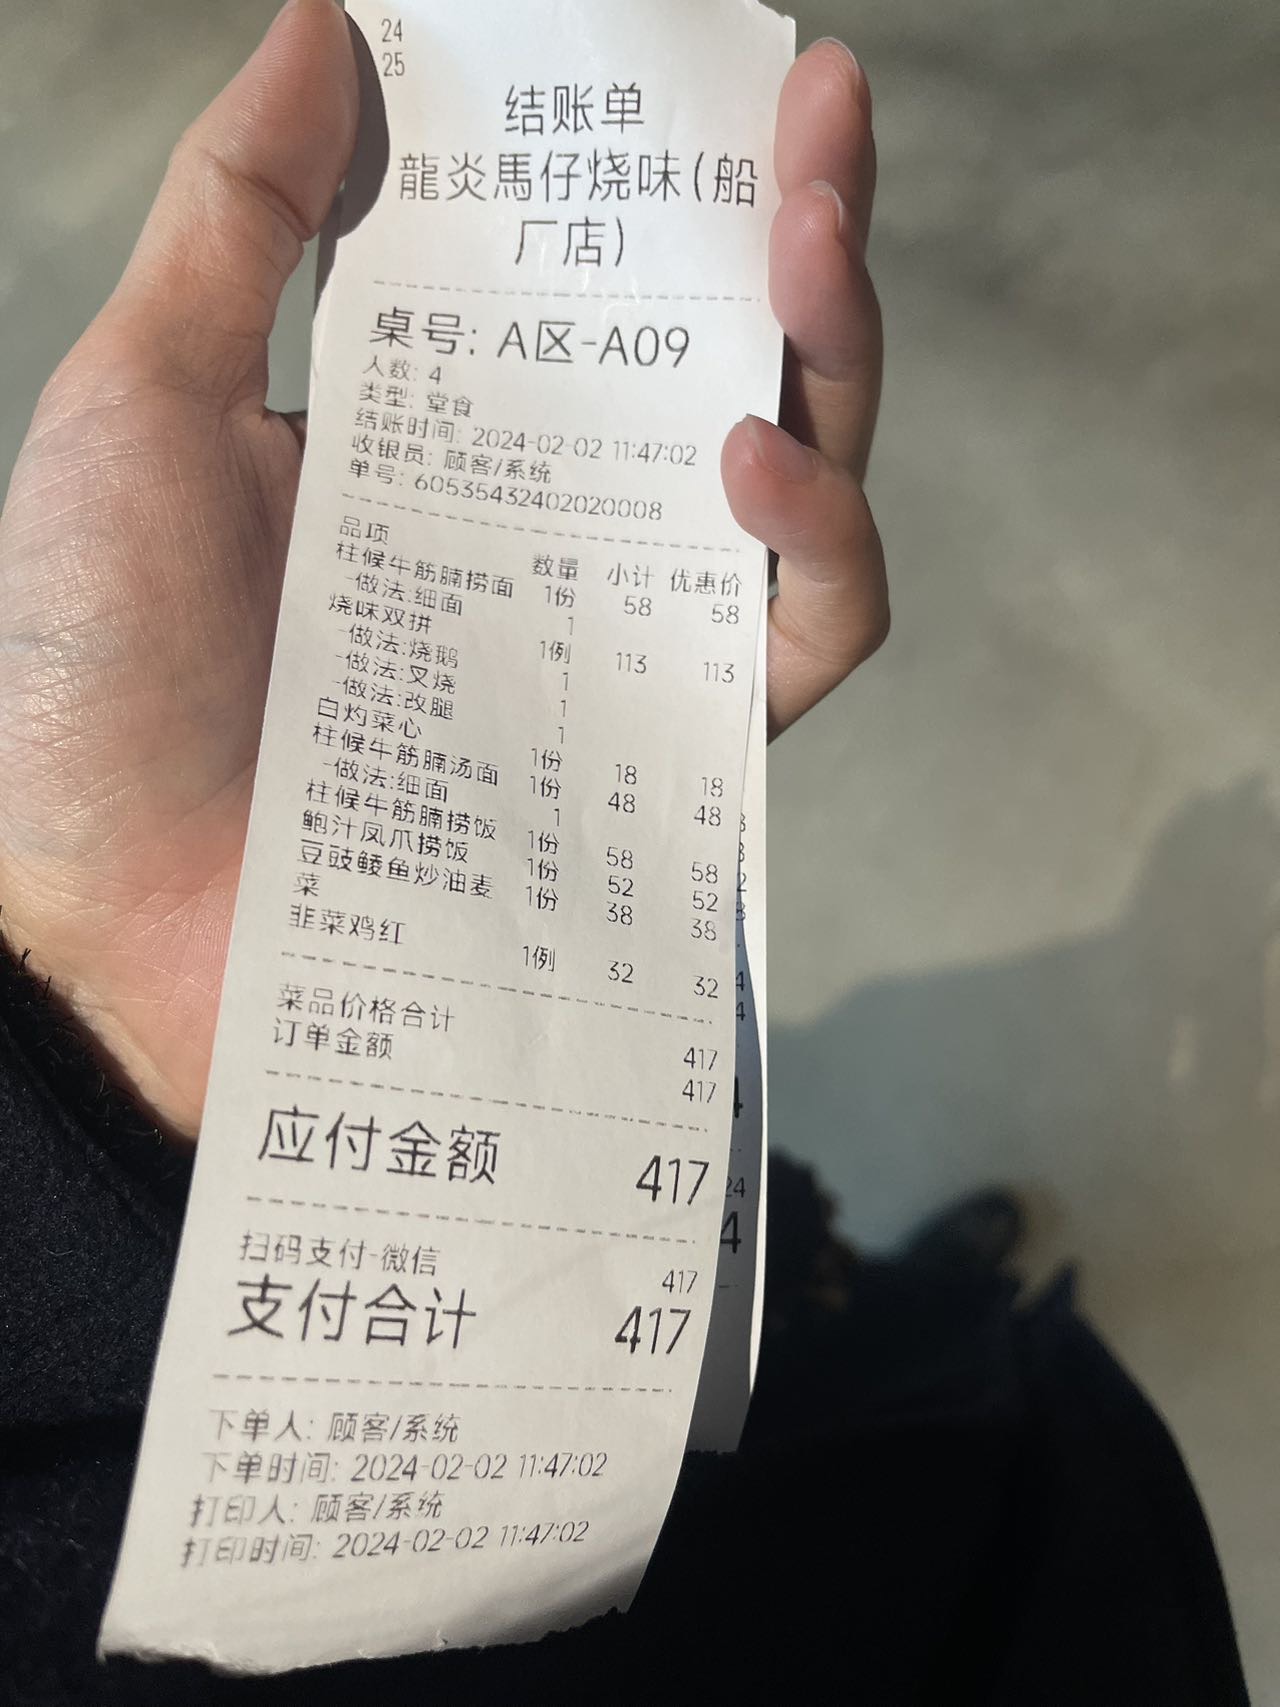 24
25
结账单
龍炎馬仔烧味(船
厂店)
桌号: A区-A09
人数: 4
类型: 堂食
结账时间: 2024-02-02 11:47:02
收银员: 顾客/系统
单号: 60535432402020008
品项 数量 小计 优惠价
柱候牛筋腩捞面 1份 58 58
-做法:细面 1
烧味双拼 1例 113 113
-做法:烧鹅 1
-做法:叉烧 1
-做法:改腿 1
白灼菜心 1份 18 18
柱候牛筋腩汤面 1份 48 48
-做法:细面 1
柱候牛筋腩捞饭 1份 58 58
鲍汁凤爪捞饭 1份 52 52
豆豉鲮鱼炒油麦 1份 38 38
菜
韭菜鸡红 1例 32 32
菜品价格合计 417
订单金额 417
应付金额 417
扫码支付-微信 417
支付合计 417
下单人: 顾客/系统
下单时间: 2024-02-02 11:47:02
打印人: 顾客/系统
打印时间: 2024-02-02 11:47:02